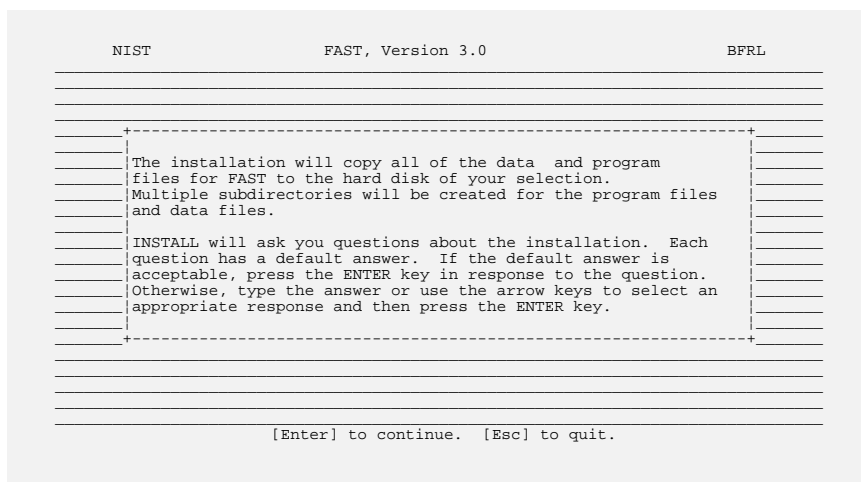 NIST FAST, Version 3.0 BFRL
The installation will copy all of the data and program
files for FAST to the hard disk of your selection.
Multiple subdirectories will be created for the program files
and data files.
INSTALL will ask you questions about the installation. Each
question has a default answer. If the default answer is
acceptable, press the ENTER key in response to the question.
Otherwise, type the answer or use the arrow keys to select an
appropriate response and then press the ENTER key.
[Enter] to continue. [Esc] to quit.